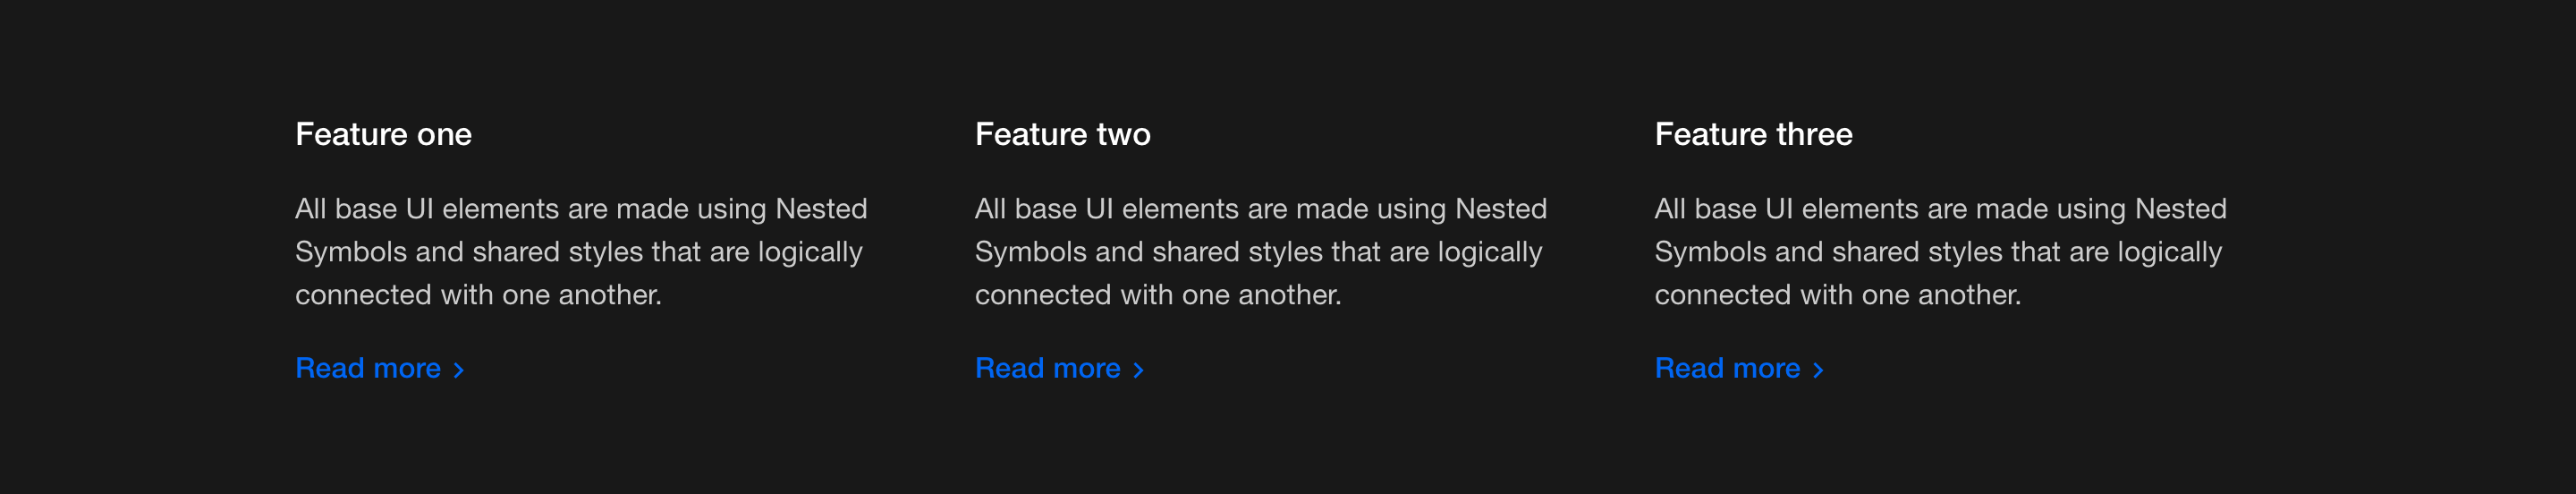 Feature one
All base UI elements are made using Nested
Symbols and shared styles that are logically
connected with one another.
Read more
Feature two
All base UI elements are made using Nested
Symbols and shared styles that are logically
connected with one another.
Read more
Feature three
All base UI elements are made using Nested
Symbols and shared styles that are logically
connected with one another.
Read more